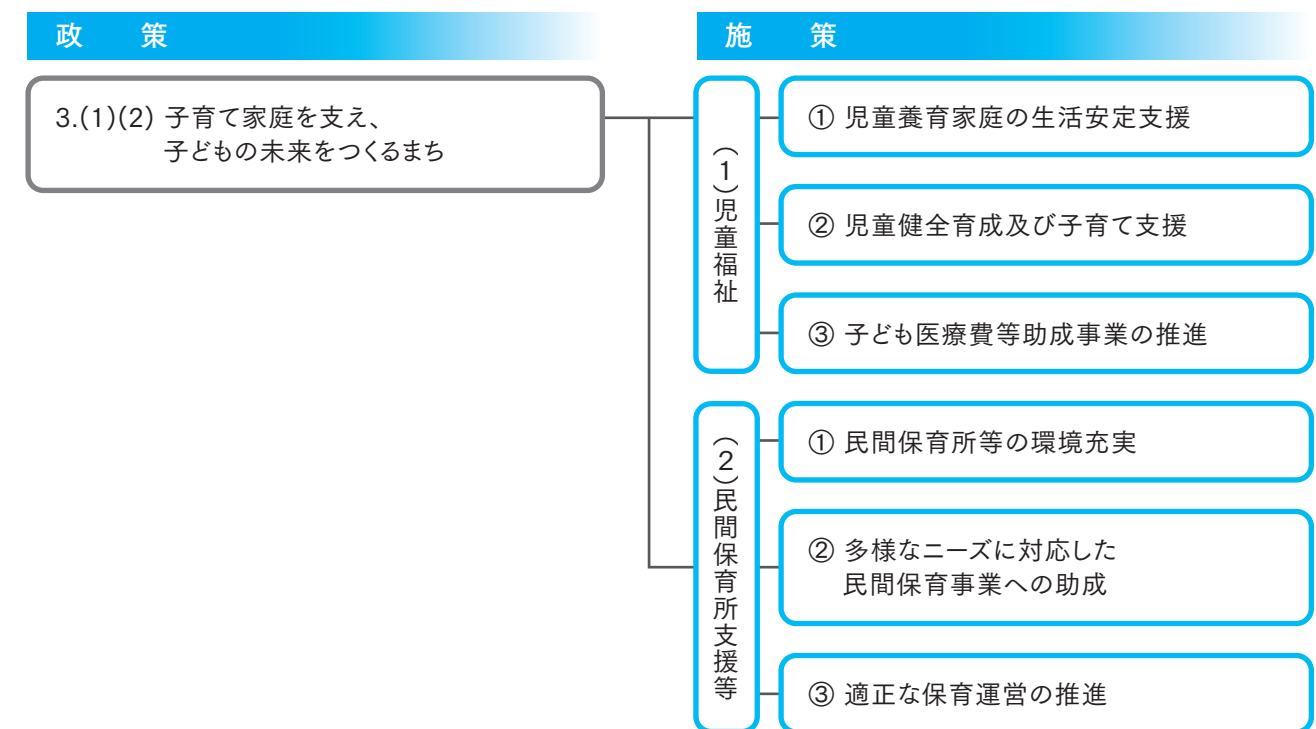 政　策
施　策
3.(1)(2) 子育て家庭を支え、
子どもの未来をつくるまち
(1)児童福祉
① 児童養育家庭の生活安定支援
② 児童健全育成及び子育て支援
③ 子ども医療費等助成事業の推進
(2)民間保育所支援等
① 民間保育所等の環境充実
② 多様なニーズに対応した
民間保育事業への助成
③ 適正な保育運営の推進